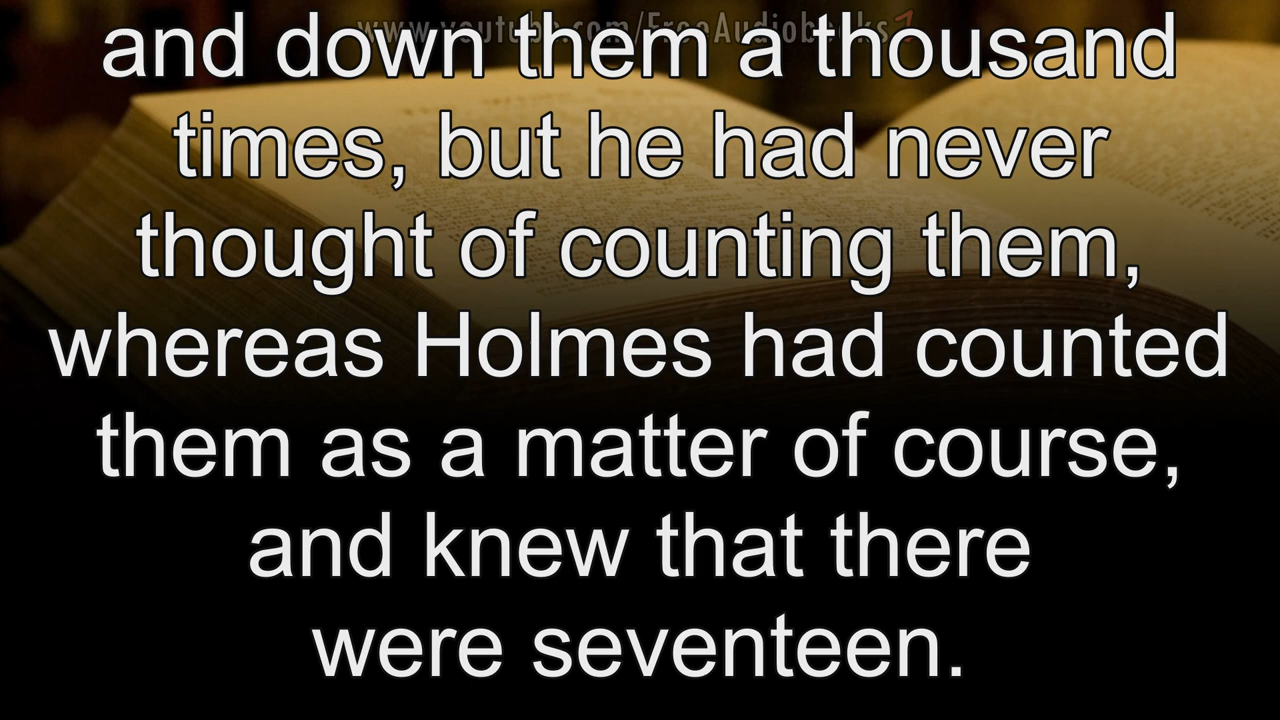 www.youtube.com/FreeAudiobooks1
and down them a thousand
times, but he had never
thought of counting them,
whereas Holmes had counted
them as a matter of course,
and knew that there
were seventeen.